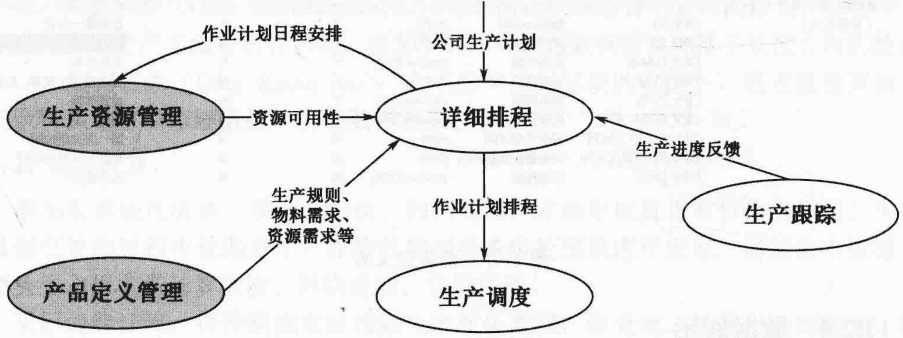 作业计划日程安排
公司生产计划
生产资源管理
资源可用性
详细排程
生产进度反馈
生产规则、
物料需求、
资源需求等
作业计划排程
生产跟踪
产品定义管理
生产调度